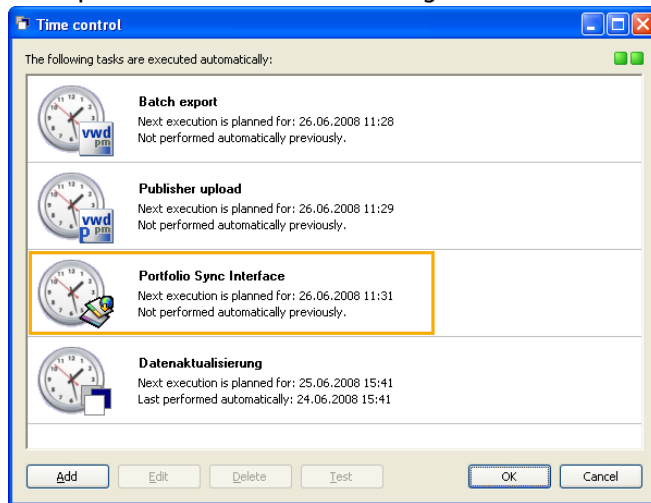 Time control
The following tasks are executed automatically:
Batch export
Next execution is planned for: 26.06.2008 11:28
Not performed automatically previously.
vwd
pm
Publisher upload
Next execution is planned for: 26.06.2008 11:29
Not performed automatically previously.
vwd
p pm
Portfolio Sync Interface
Next execution is planned for: 26.06.2008 11:31
Not performed automatically previously.
Datenaktualisierung
Next execution is planned for: 25.06.2008 15:41
Last performed automatically: 24.06.2008 15:41
Add Edit Delete Test OK Cancel